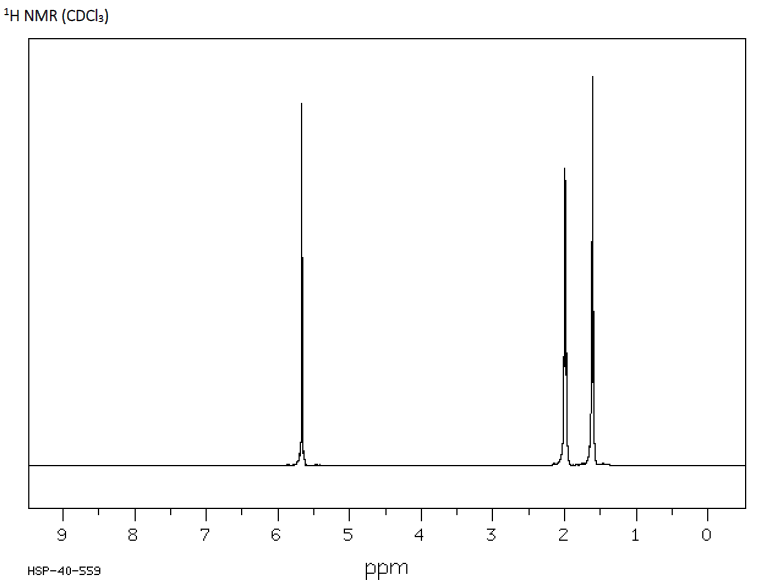 ¹H NMR (CDCl₃)
9 8 7 6 5 4 3 2 1 0
ppm
HSP-40-559